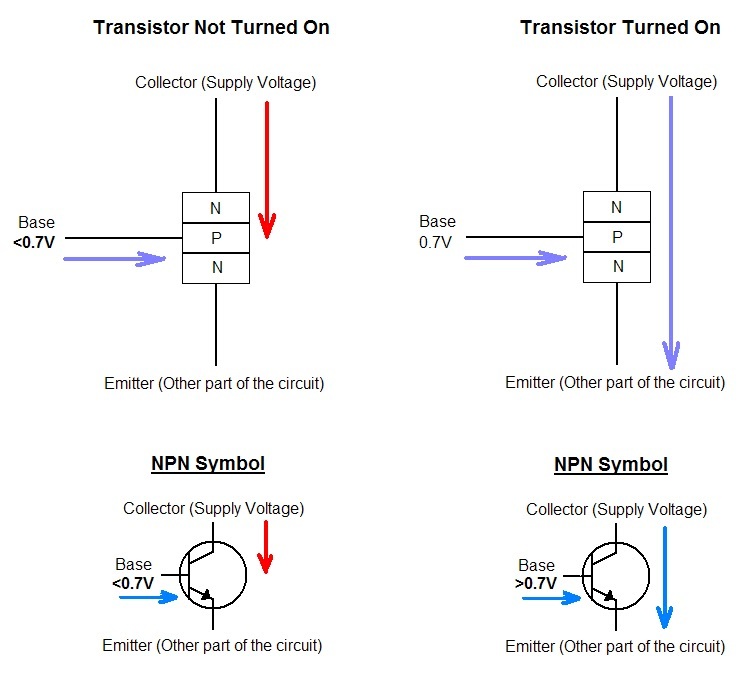 Transistor Not Turned On
Collector (Supply Voltage)
Base
<0.7V
N
P
N
Emitter (Other part of the circuit)
NPN Symbol
Collector (Supply Voltage)
Base
<0.7V
Emitter (Other part of the circuit)
Transistor Turned On
Collector (Supply Voltage)
Base
0.7V
N
P
N
Emitter (Other part of the circuit)
NPN Symbol
Collector (Supply Voltage)
Base
>0.7V
Emitter (Other part of the circuit)